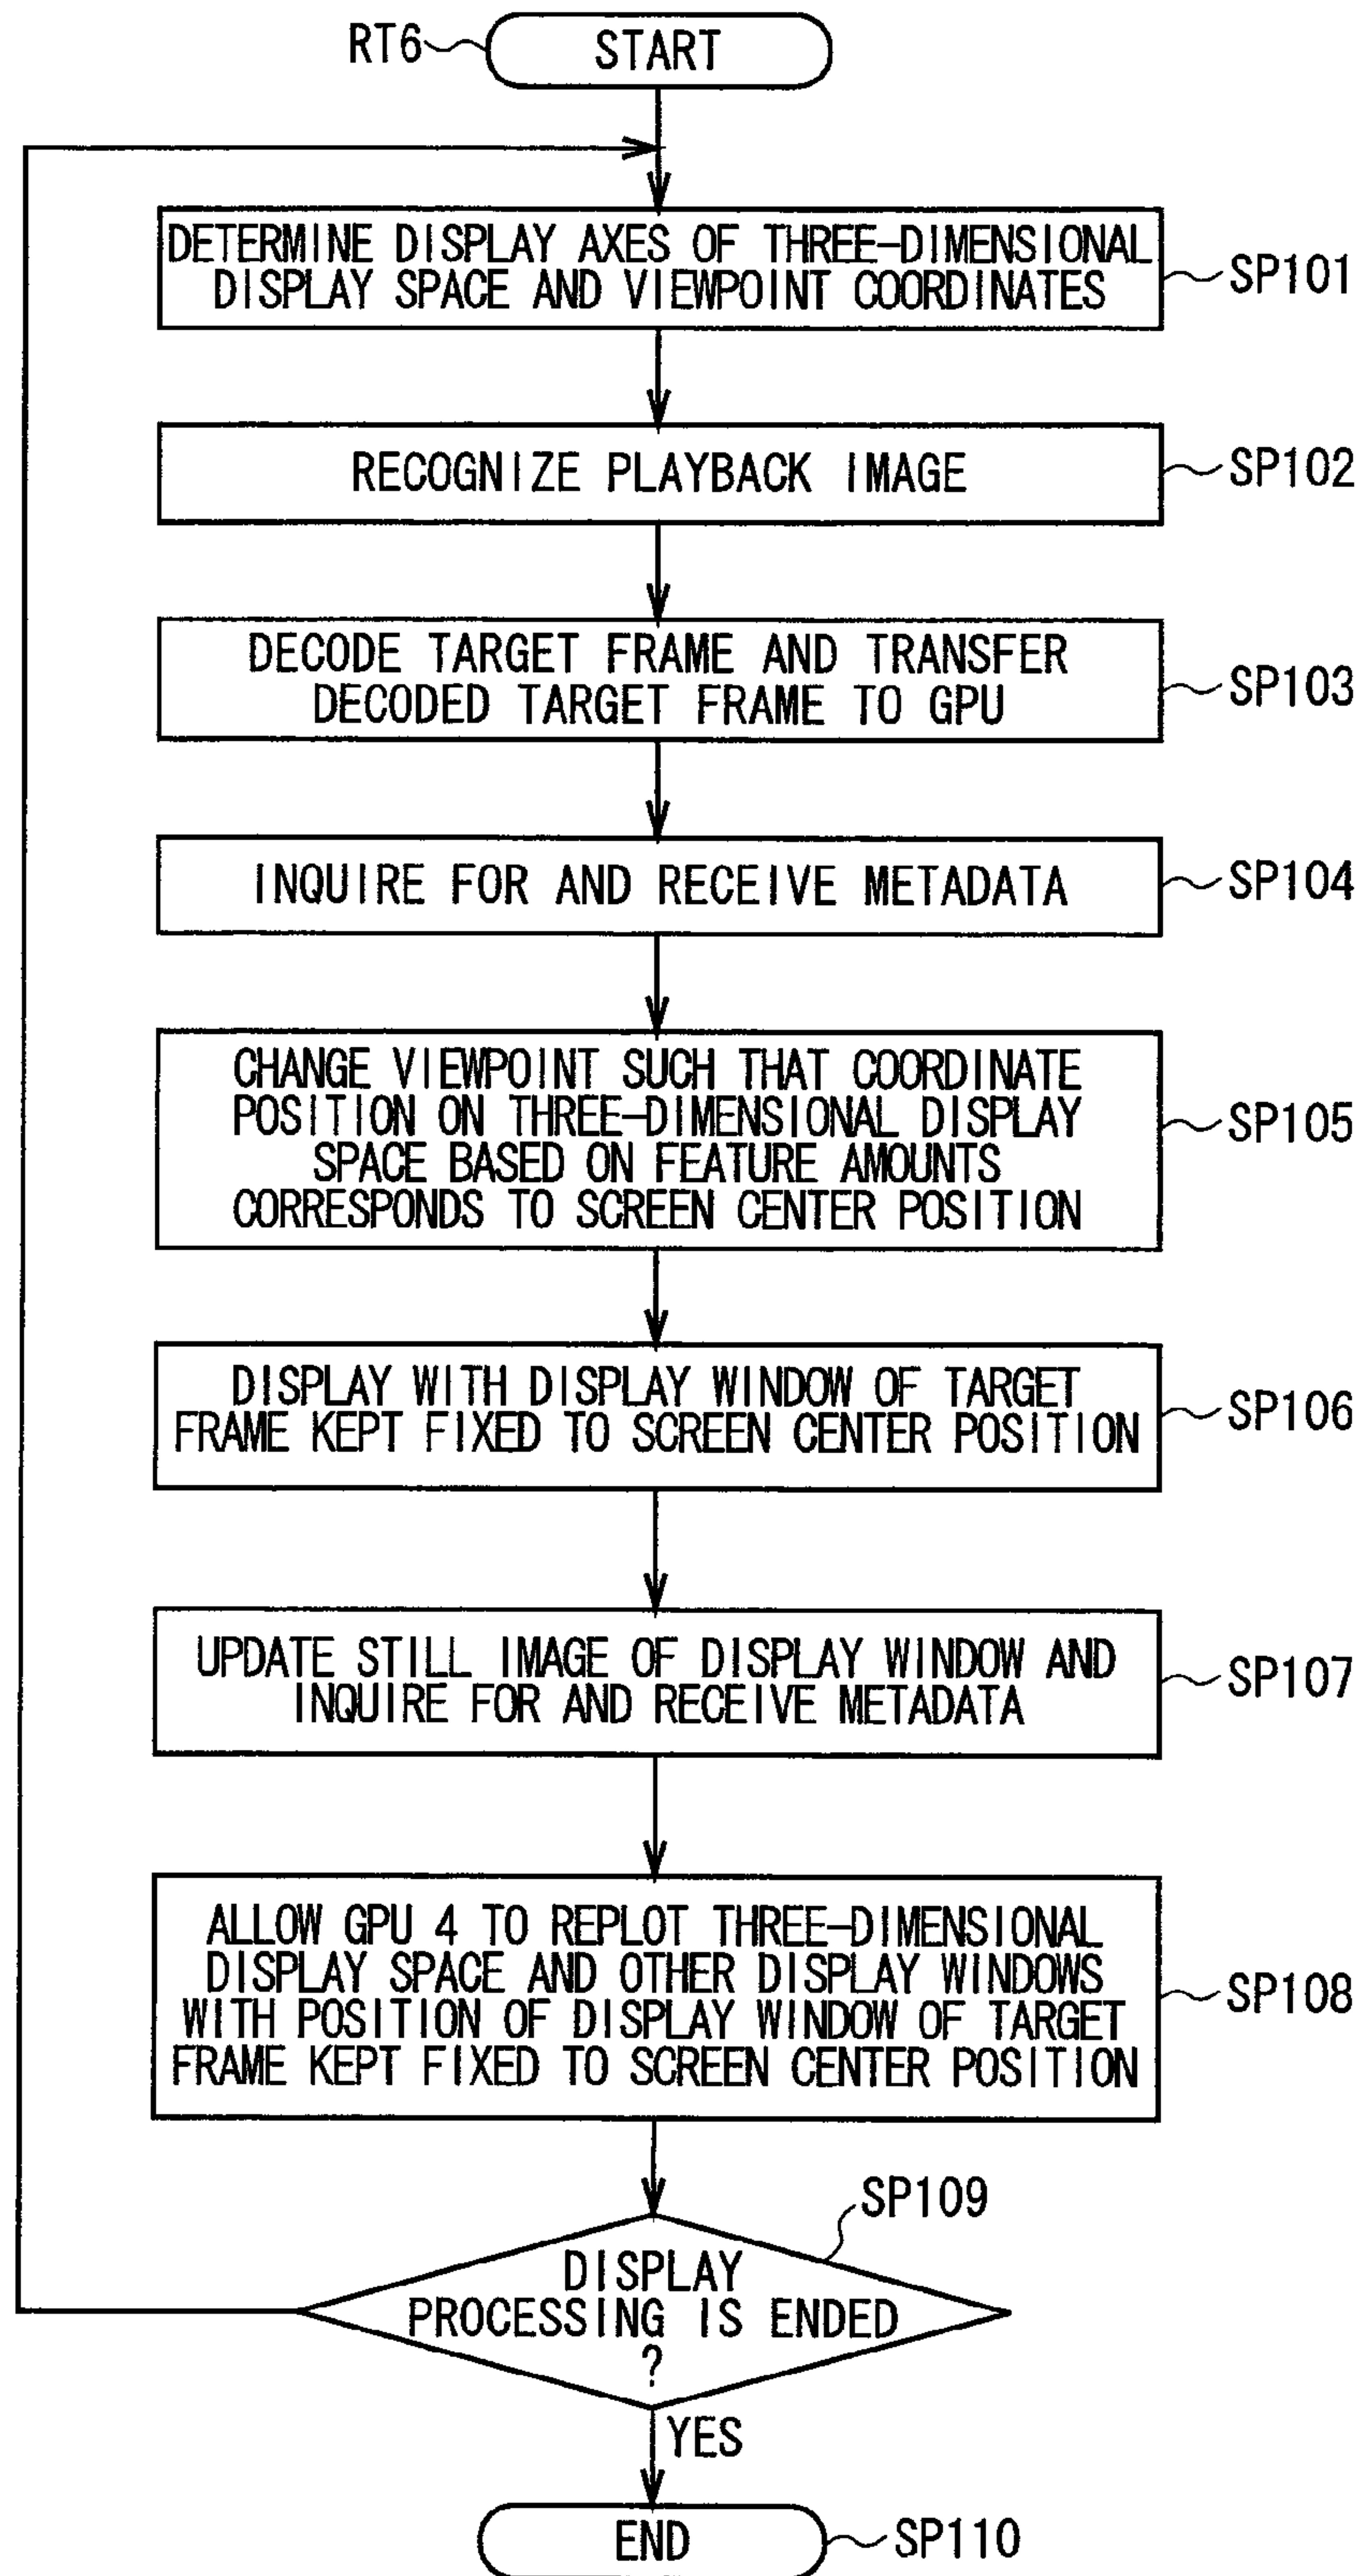 RT6
START
DETERMINE DISPLAY AXES OF THREE-DIMENSIONAL
DISPLAY SPACE AND VIEWPOINT COORDINATES
SP101
RECOGNIZE PLAYBACK IMAGE
SP102
DECODE TARGET FRAME AND TRANSFER
DECODED TARGET FRAME TO GPU
SP103
INQUIRE FOR AND RECEIVE METADATA
SP104
CHANGE VIEWPOINT SUCH THAT COORDINATE
POSITION ON THREE-DIMENSIONAL DISPLAY
SPACE BASED ON FEATURE AMOUNTS
CORRESPONDS TO SCREEN CENTER POSITION
SP105
DISPLAY WITH DISPLAY WINDOW OF TARGET
FRAME KEPT FIXED TO SCREEN CENTER POSITION
SP106
UPDATE STILL IMAGE OF DISPLAY WINDOW AND
INQUIRE FOR AND RECEIVE METADATA
SP107
ALLOW GPU 4 TO REPLOT THREE-DIMENSIONAL
DISPLAY SPACE AND OTHER DISPLAY WINDOWS
WITH POSITION OF DISPLAY WINDOW OF TARGET
FRAME KEPT FIXED TO SCREEN CENTER POSITION
SP108
SP109
DISPLAY
PROCESSING IS ENDED
?
YES
END
SP110